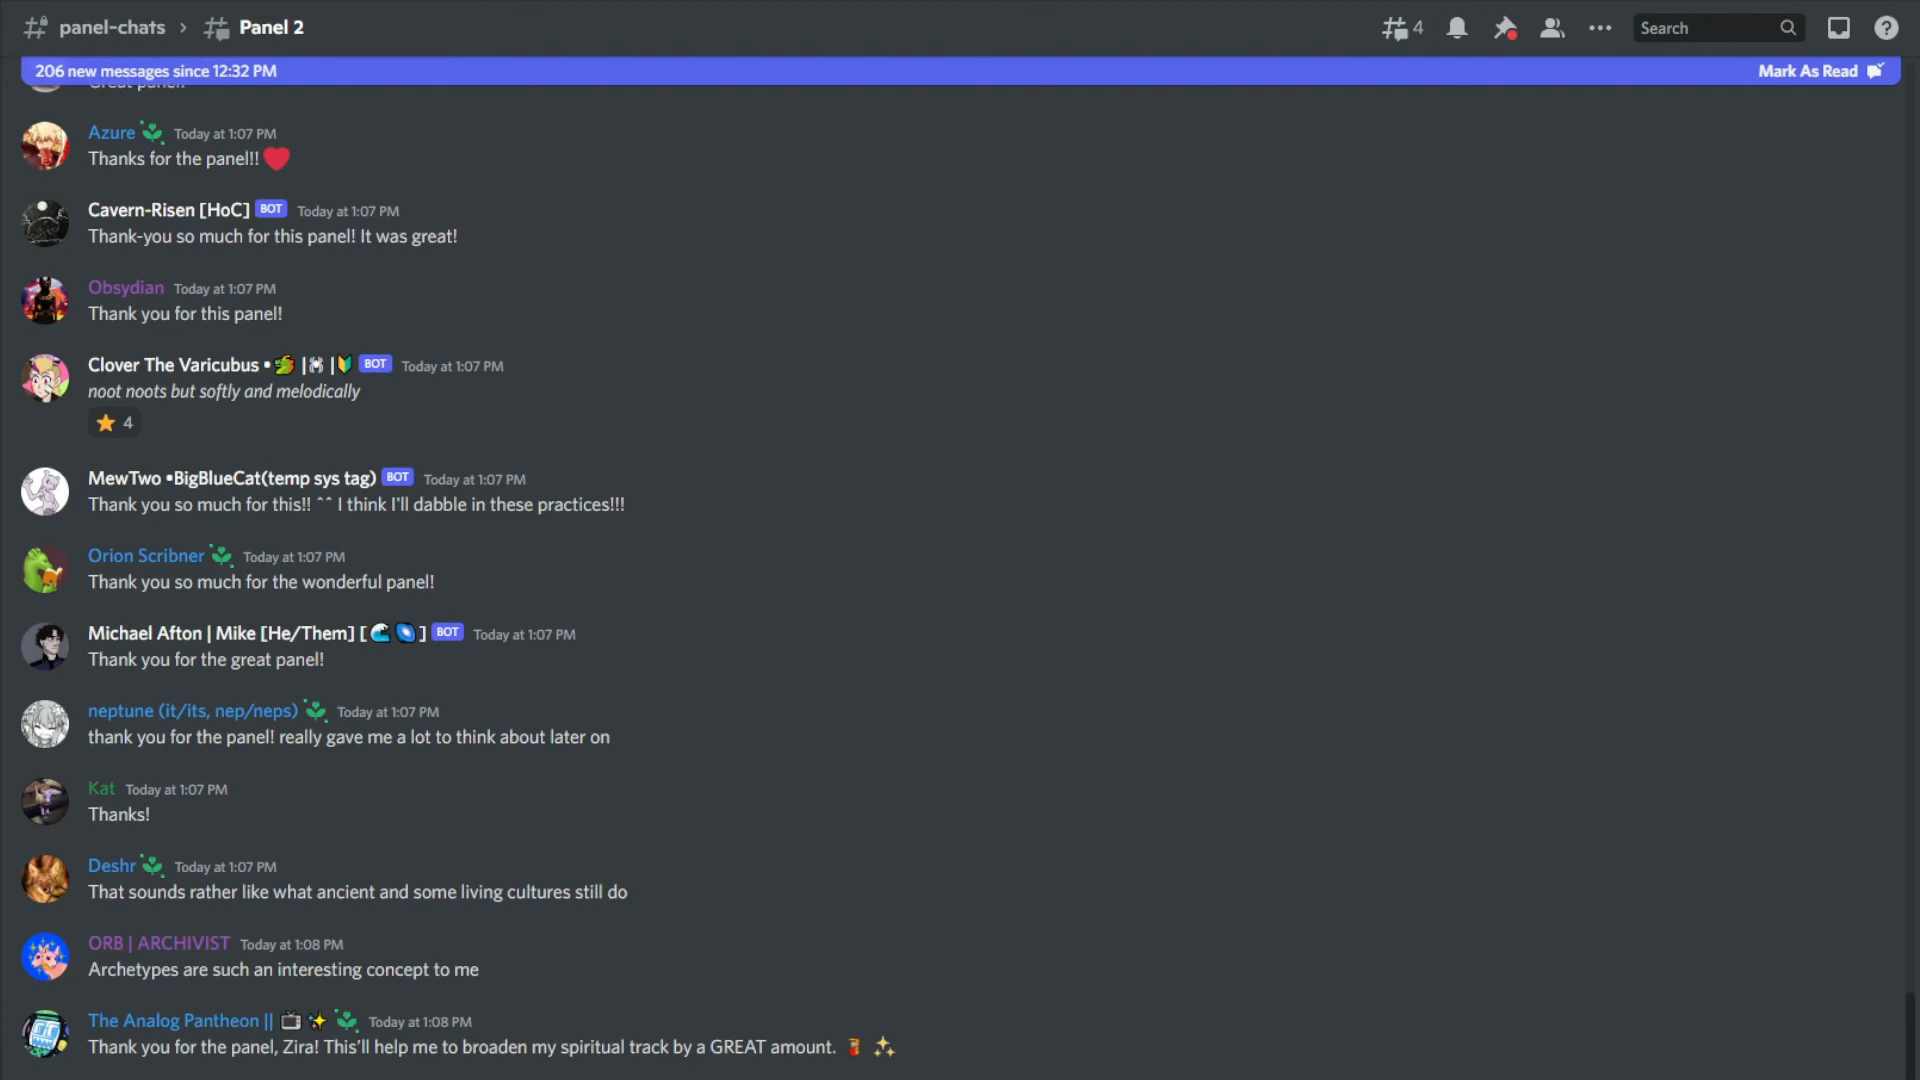 panel-chats › Panel 2 4 Search
206 new messages since 12:32 PM Mark As Read
Great panel!
Azure Today at 1:07 PM
Thanks for the panel!!
Cavern-Risen [HoC] BOT Today at 1:07 PM
Thank-you so much for this panel! It was great!
Obsydian Today at 1:07 PM
Thank you for this panel!
Clover The Varicubus • | | BOT Today at 1:07 PM
noot noots but softly and melodically
4
MewTwo •BigBlueCat(temp sys tag) BOT Today at 1:07 PM
Thank you so much for this!! ^^ I think I'll dabble in these practices!!!
Orion Scribner Today at 1:07 PM
Thank you so much for the wonderful panel!
Michael Afton | Mike [He/Them] [ ] BOT Today at 1:07 PM
Thank you for the great panel!
neptune (it/its, nep/neps) Today at 1:07 PM
thank you for the panel! really gave me a lot to think about later on
Kat Today at 1:07 PM
Thanks!
Deshr Today at 1:07 PM
That sounds rather like what ancient and some living cultures still do
ORB | ARCHIVIST Today at 1:08 PM
Archetypes are such an interesting concept to me
The Analog Pantheon || Today at 1:08 PM
Thank you for the panel, Zira! This'll help me to broaden my spiritual track by a GREAT amount.